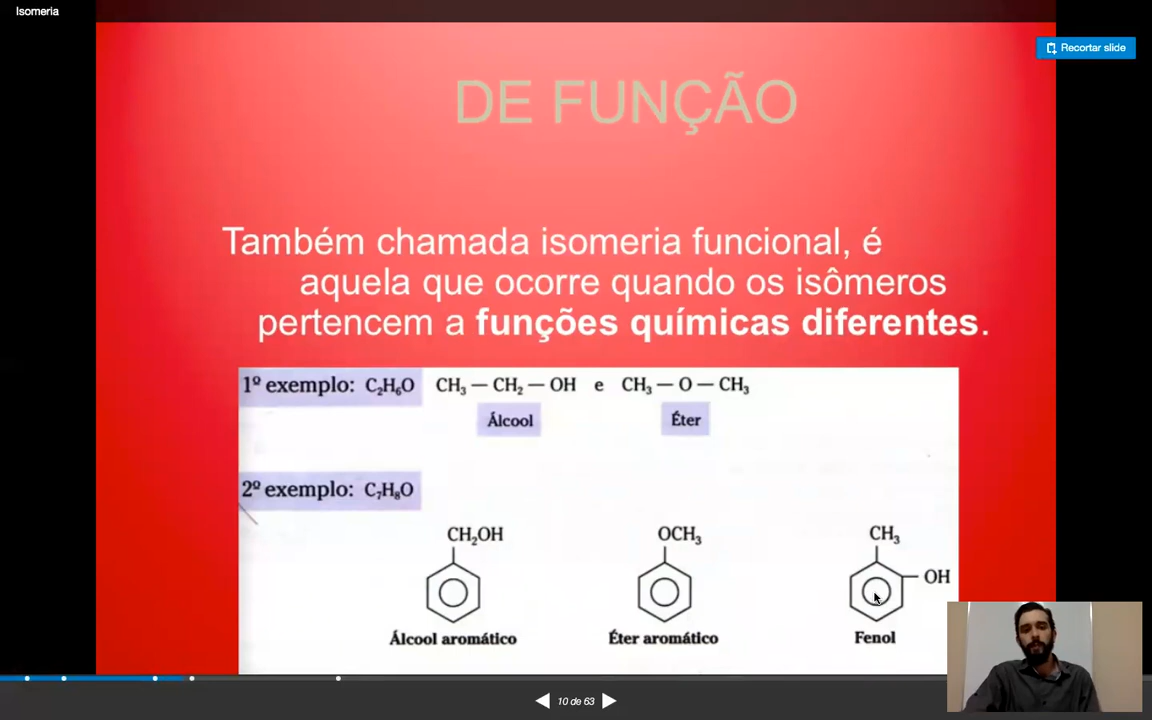 Isomeria
Recortar slide
DE FUNÇÃO
Também chamada isomeria funcional, é
aquela que ocorre quando os isômeros
pertencem a funções químicas diferentes.
1º exemplo: C₂H₆O CH₃ — CH₂ — OH e CH₃ — O — CH₃
Álcool Éter
2º exemplo: C₇H₈O
CH₂OH OCH₃ CH₃
OH
Álcool aromático Éter aromático Fenol
10 de 63